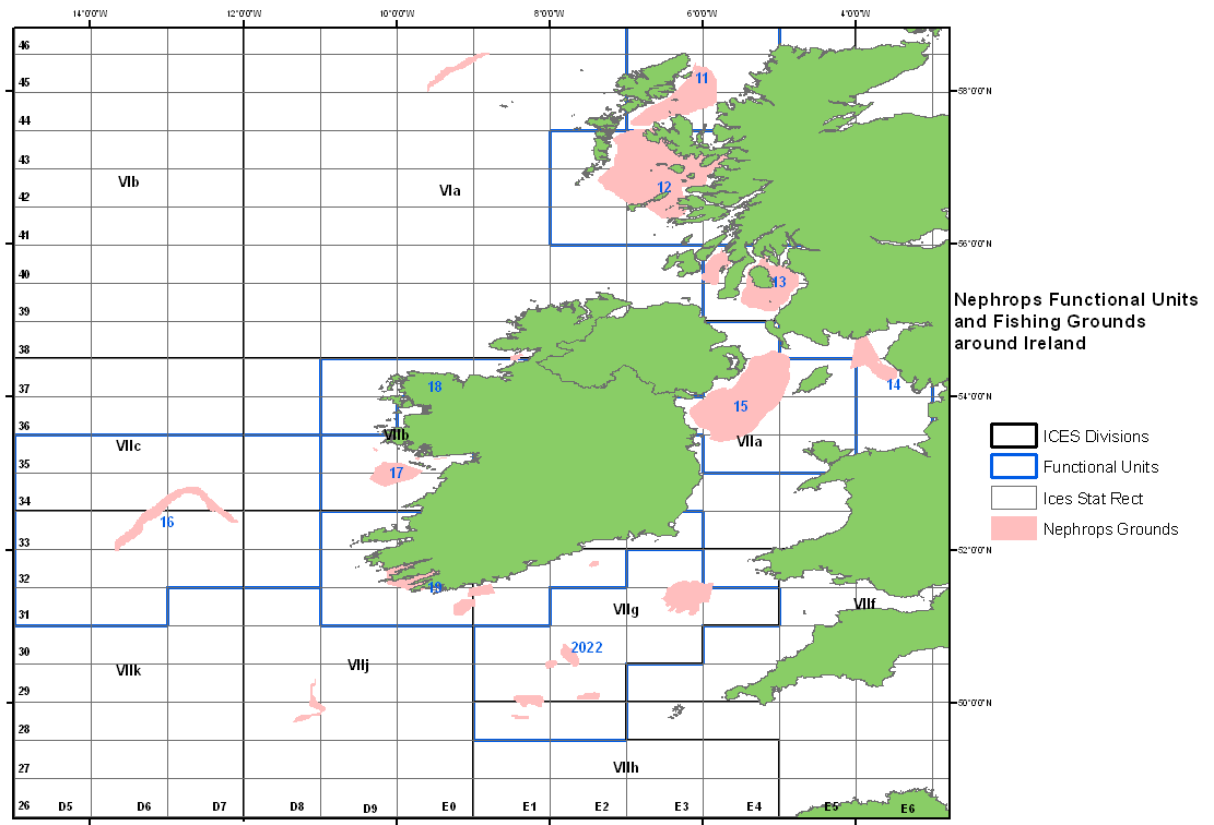 14°0'0"W 12°0'0"W 10°0'0"W 8°0'0"W 6°0'0"W 4°0'0"W
46
45
44
43
42
41
40
39
38
37
36
35
34
33
32
31
30
29
28
27
26
D5 D6 D7 D8 D9 E0 E1 E2 E3 E4 E5 E6
58°0'0"N
56°0'0"N
54°0'0"N
52°0'0"N
50°0'0"N
11
VIb
VIa
12
13
18
14
15
VIIa
VIIc
VIIb
17
16
19
VIIg
VIIf
2022
VIIk
VIIj
VIIh
Nephrops Functional Units
and Fishing Grounds
around Ireland
ICES Divisions
Functional Units
Ices Stat Rect
Nephrops Grounds